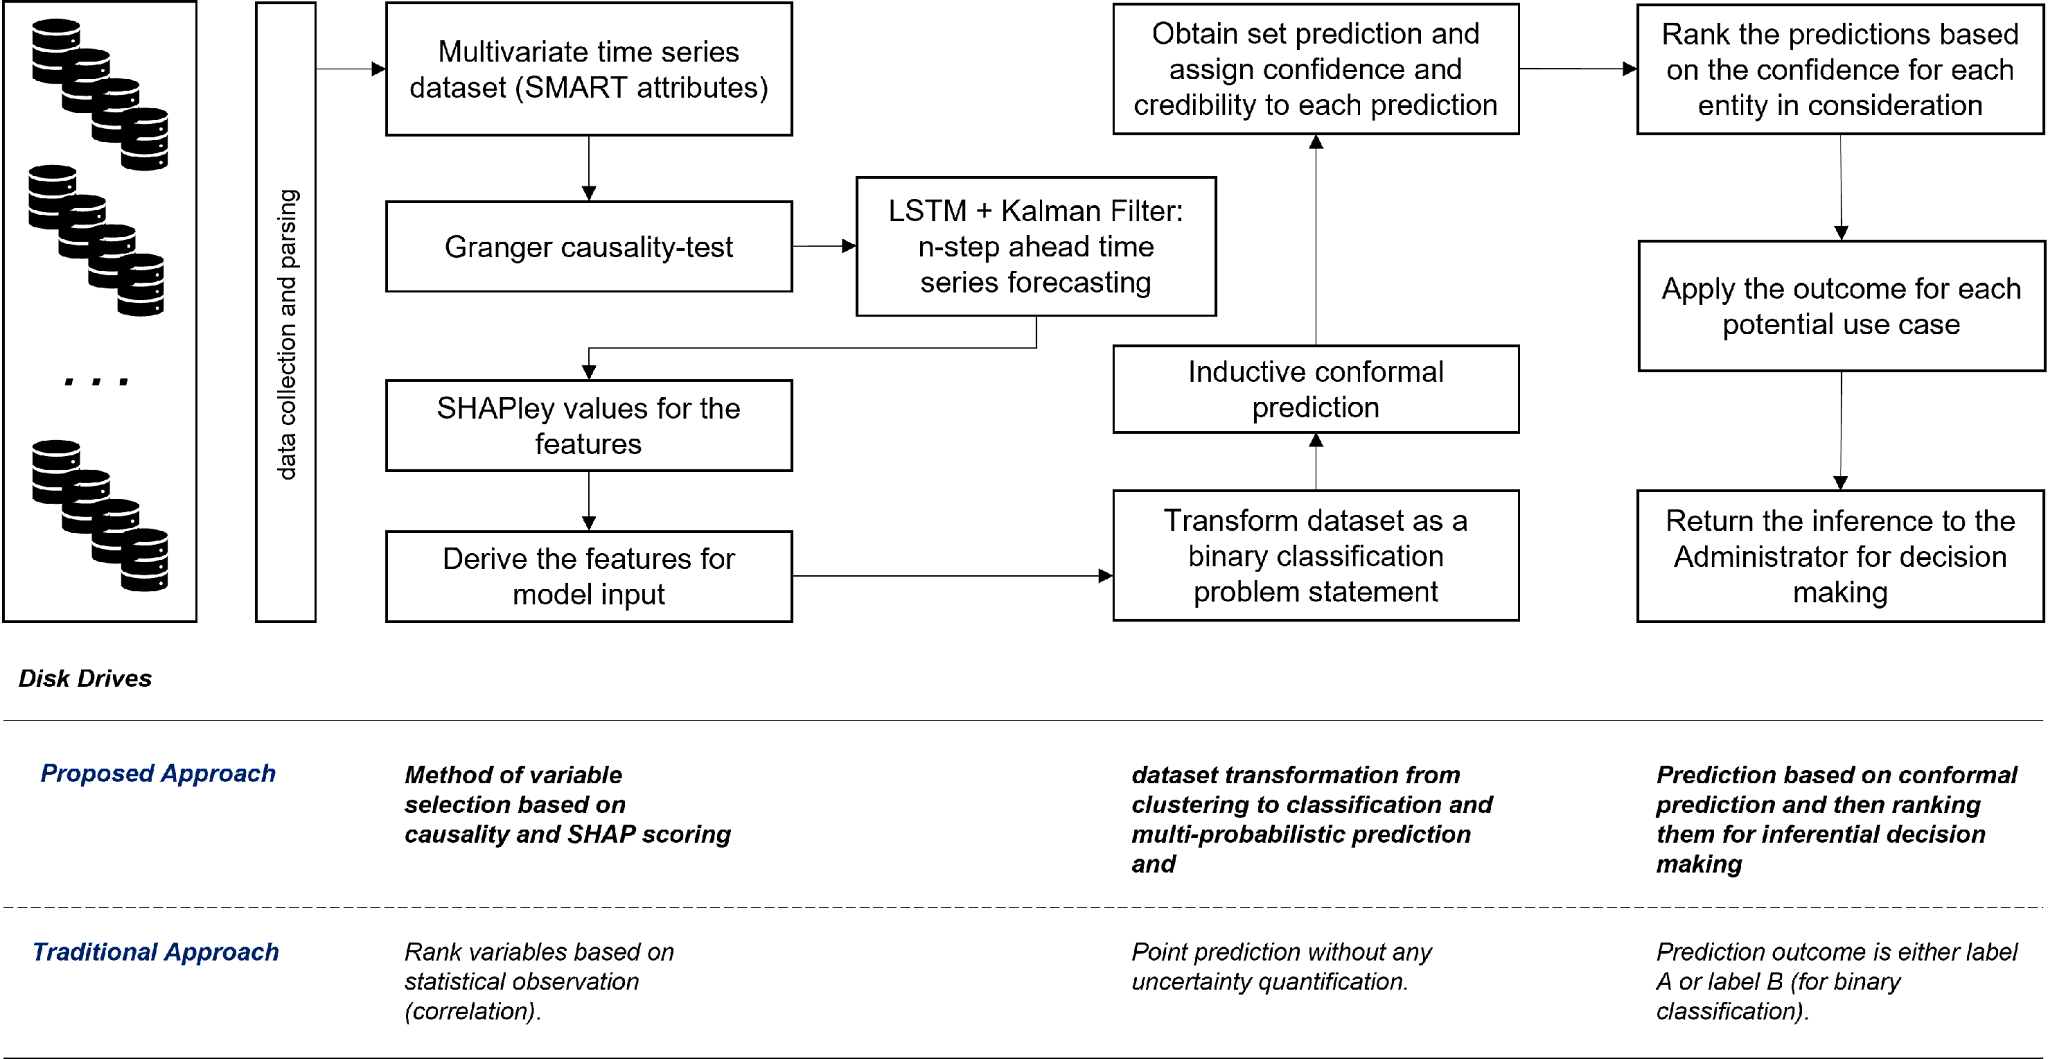 data collection and parsing
Multivariate time series
dataset (SMART attributes)
Granger causality-test
LSTM + Kalman Filter:
n-step ahead time
series forecasting
SHAPley values for the
features
Derive the features for
model input
Transform dataset as a
binary classification
problem statement
Inductive conformal
prediction
Obtain set prediction and
assign confidence and
credibility to each prediction
Rank the predictions based
on the confidence for each
entity in consideration
Apply the outcome for each
potential use case
Return the inference to the
Administrator for decision
making
. . .
Disk Drives
Proposed Approach
Method of variable
selection based on
causality and SHAP scoring
dataset transformation from
clustering to classification and
multi-probabilistic prediction
and
Prediction based on conformal
prediction and then ranking
them for inferential decision
making
Traditional Approach
Rank variables based on
statistical observation
(correlation).
Point prediction without any
uncertainty quantification.
Prediction outcome is either label
A or label B (for binary
classification).